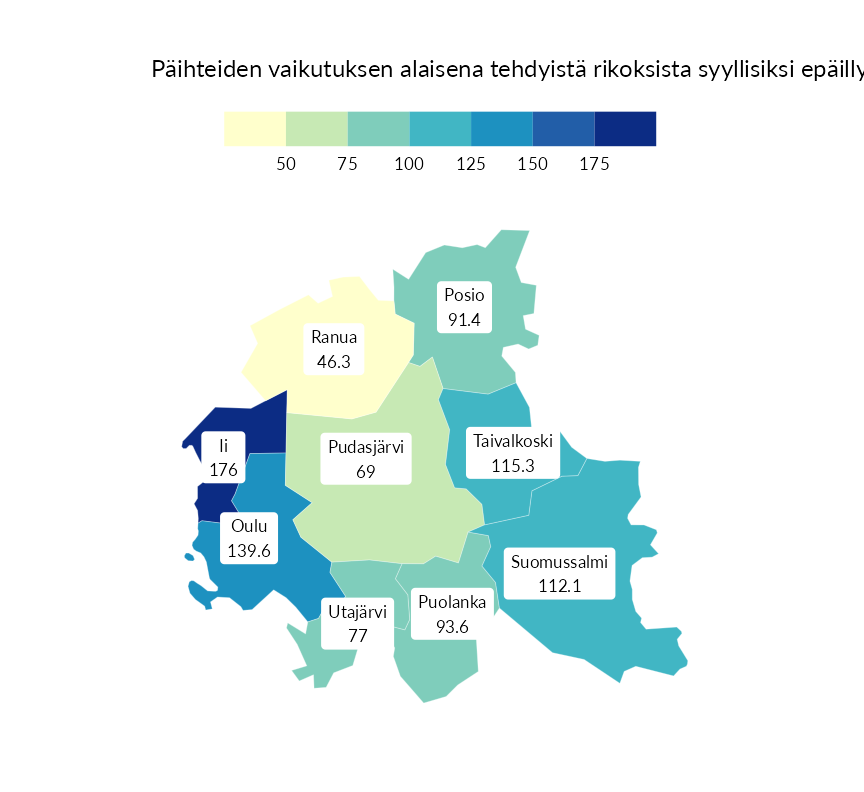 Päihteiden vaikutuksen alaisena tehdyistä rikoksista syyllisiksi
50 75 100 125 150 175
Posio
91.4
Ranua
46.3
Taivalkoski
115.3
Ii
176
Pudasjärvi
69
Oulu
139.6
Suomussalmi
112.1
Utajärvi
77
Puolanka
93.6